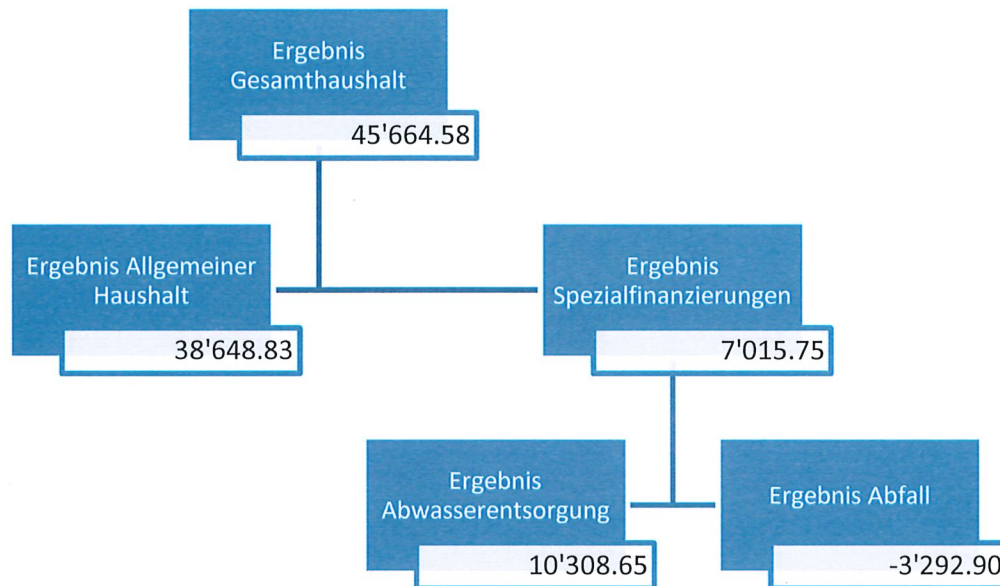 Ergebnis
Gesamthaushalt
45'664.58
Ergebnis Allgemeiner
Haushalt
38'648.83
Ergebnis
Spezialfinanzierungen
7'015.75
Ergebnis
Abwasserentsorgung
10'308.65
Ergebnis Abfall
-3'292.90